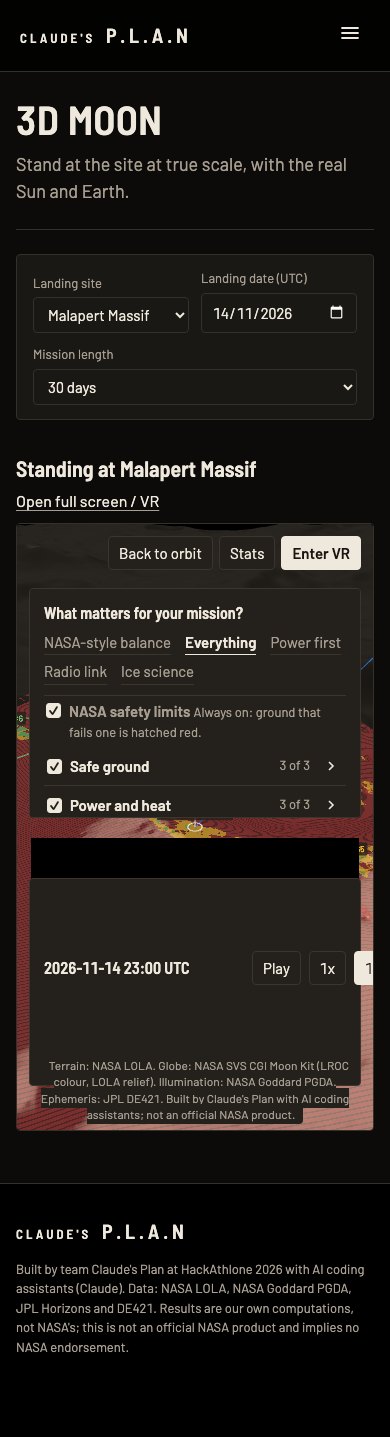 CLAUDE'S P.L.A.N
3D MOON
Stand at the site at true scale, with the real
Sun and Earth.
Landing site
Landing date (UTC)
Malapert Massif
14/11/2026
Mission length
30 days
Standing at Malapert Massif
Open full screen / VR
Back to orbit
Stats
Enter VR
What matters for your mission?
NASA-style balance Everything Power first
Radio link Ice science
NASA safety limits Always on: ground that
fails one is hatched red.
Safe ground 3 of 3
Power and heat 3 of 3
2026-11-14 23:00 UTC
Play
1x
1
Terrain: NASA LOLA. Globe: NASA SVS CGI Moon Kit (LROC
colour, LOLA relief). Illumination: NASA Goddard PGDA.
Ephemeris: JPL DE421. Built by Claude's Plan with AI coding
assistants; not an official NASA product.
CLAUDE'S P.L.A.N
Built by team Claude's Plan at HackAthlone 2026 with AI coding
assistants (Claude). Data: NASA LOLA, NASA Goddard PGDA,
JPL Horizons and DE421. Results are our own computations,
not NASA's; this is not an official NASA product and implies no
NASA endorsement.